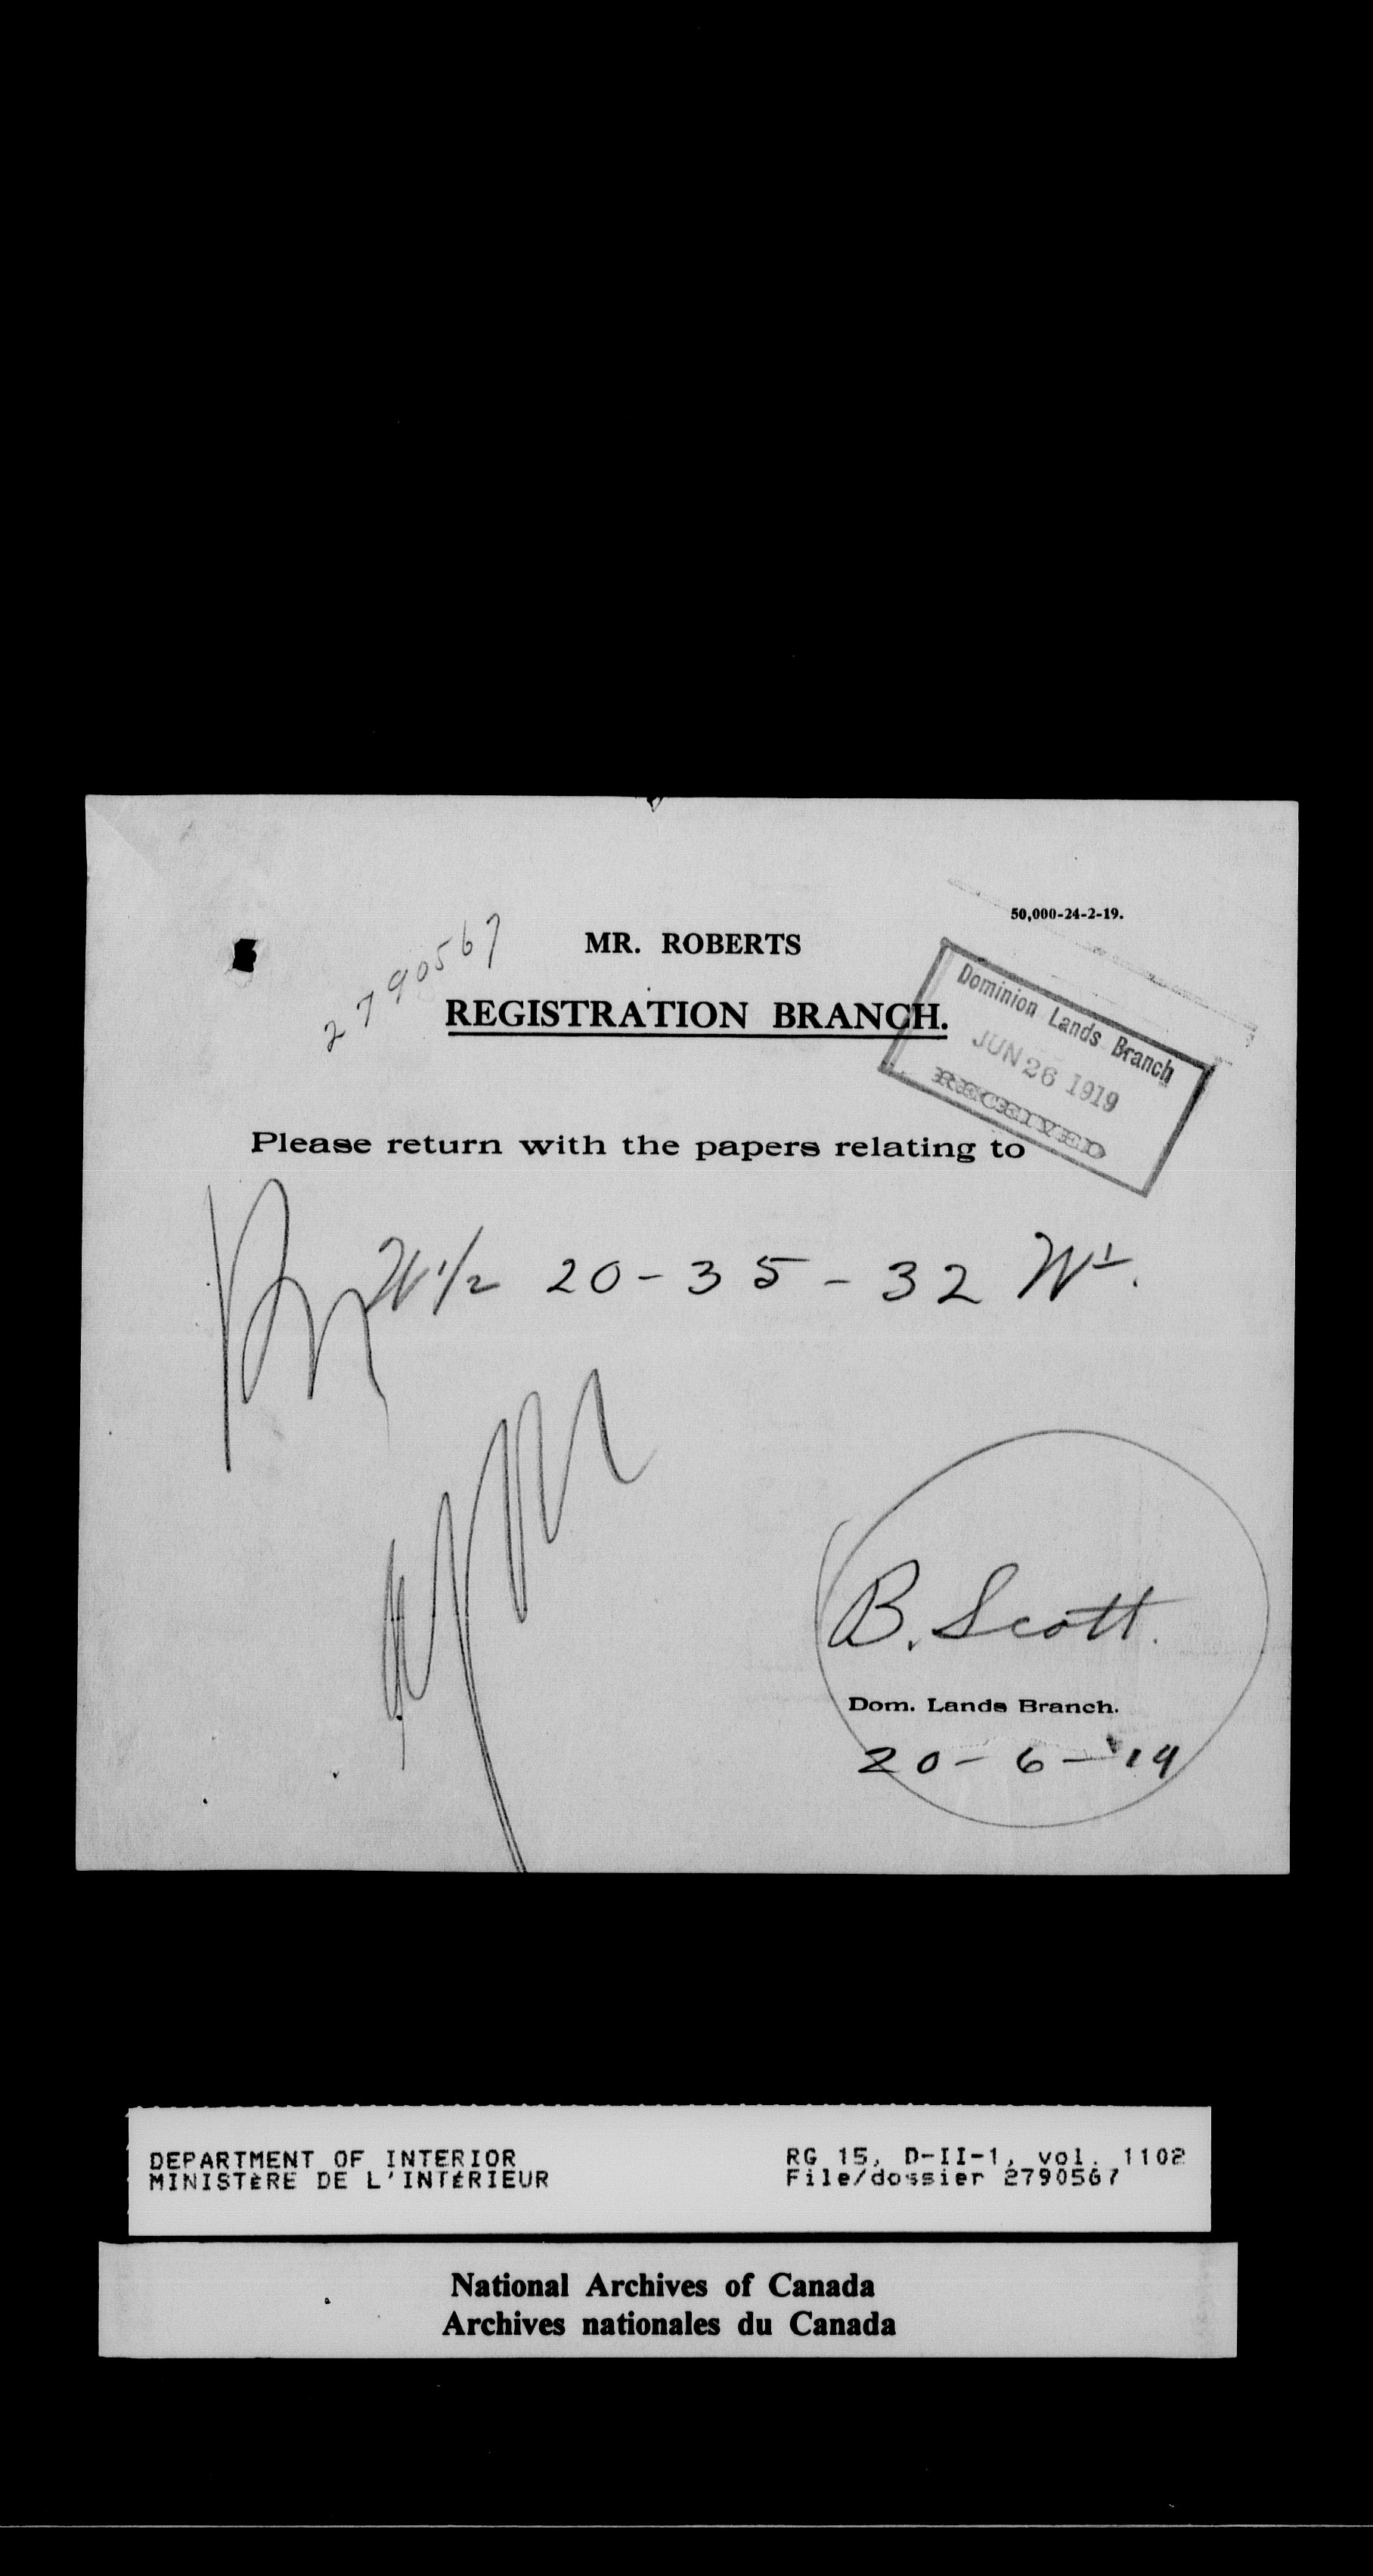 50,000-24-2-19.
2790567
MR. ROBERTS
REGISTRATION BRANCH.
Dominion Lands Branch
JUN 26 1919
RECEIVED
Please return with the papers relating to
W 1/2 20 - 35 - 32 W 1.
B. Scott.
Dom. Lands Branch.
20 - 6 - 19
DEPARTMENT OF INTERIOR
MINISTÈRE DE L'INTÉRIEUR
RG 15, D-II-1, vol. 1102
File/dossier 2790567
National Archives of Canada
Archives nationales du Canada